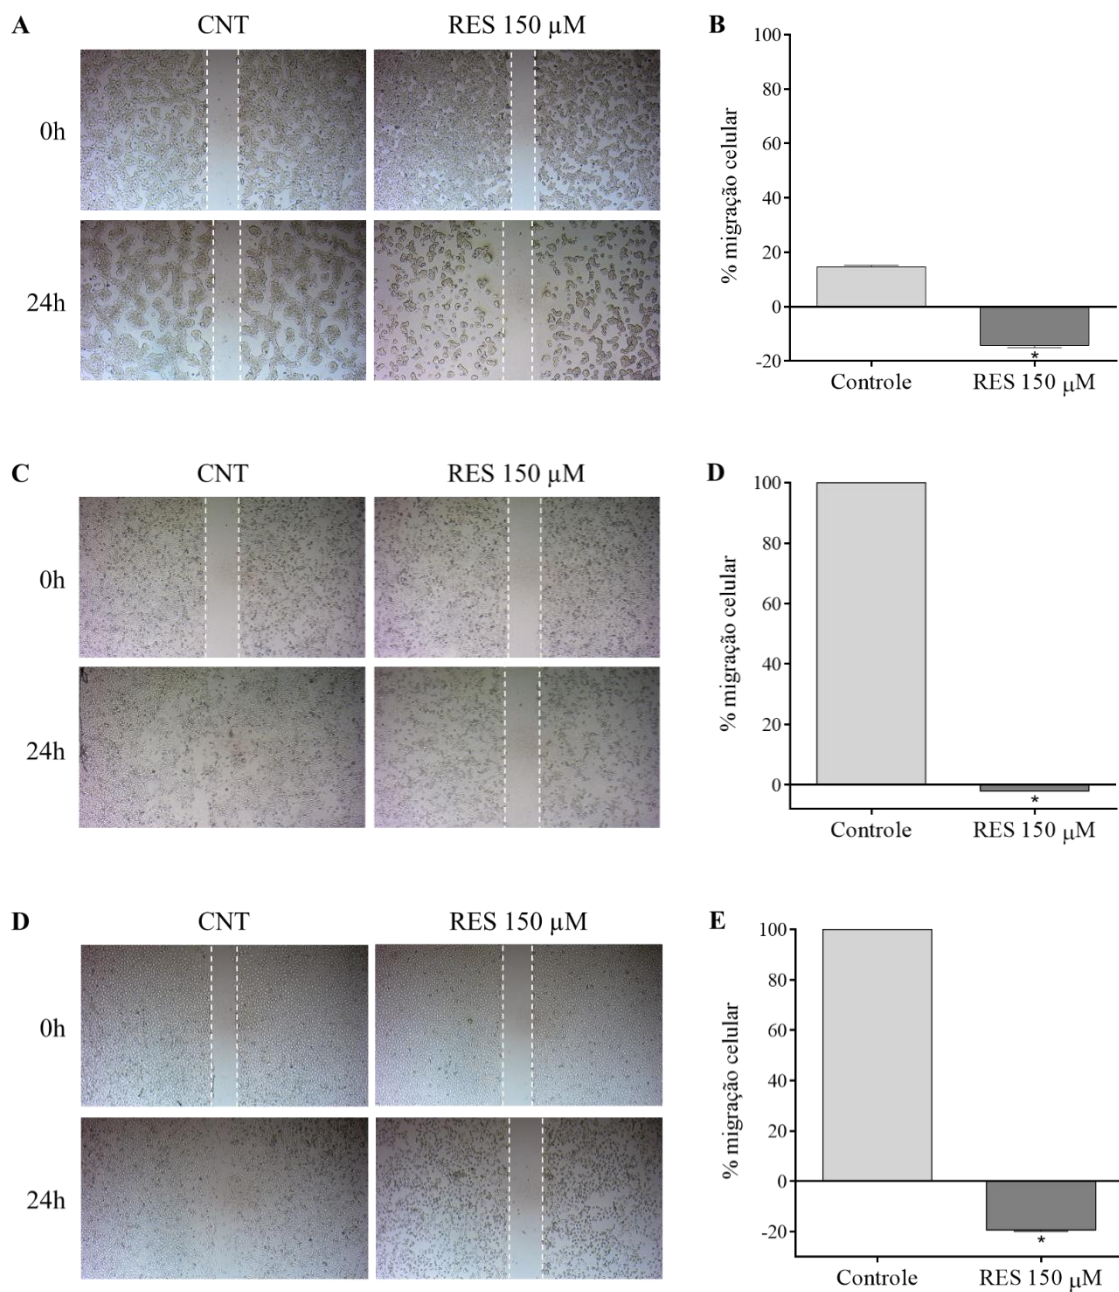 A
CNT
RES 150 µM
0h
24h
B
100
80
60
40
20
0
-20
% migração celular
*
Controle
RES 150 µM
C
CNT
RES 150 µM
0h
24h
D
100
80
60
40
20
0
% migração celular
*
Controle
RES 150 µM
D
CNT
RES 150 µM
0h
24h
E
100
80
60
40
20
0
-20
% migração celular
*
Controle
RES 150 µM